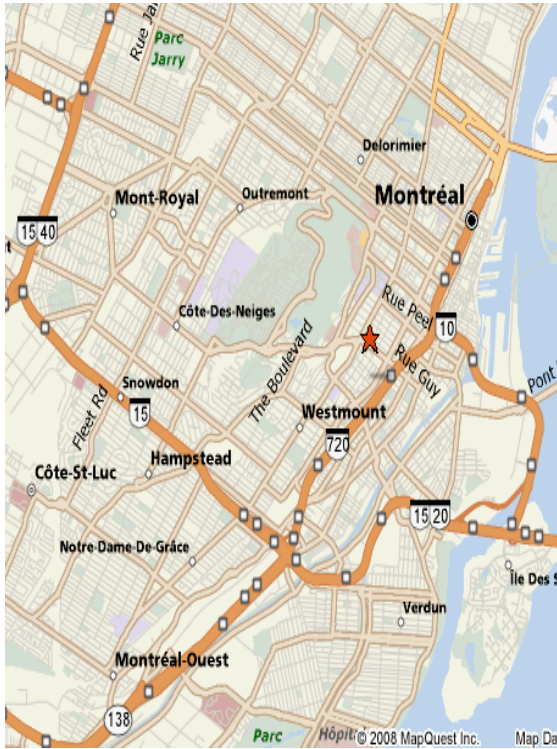 Rue Ja
Parc
Jarry
Delorimier
Mont-Royal
Outremont
Montréal
15 40
t
Côte-Des-Neiges
Rue Peel
10
The Boulevard
Rue Guy
Pont
Snowdon
Fleet Rd
15
Westmount
720
Hampstead
Côte-St-Luc
15 20
Notre-Dame-De-Grâce
Île Des S
Verdun
Montréal-Ouest
138
Parc
Hôpit
© 2008 MapQuest Inc.
Map Da